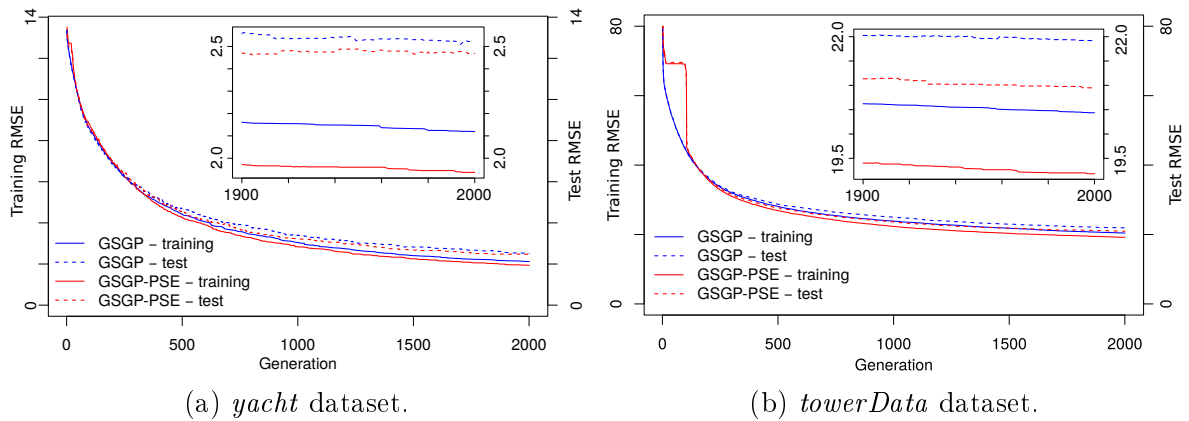 14
14
Training RMSE
Test RMSE
0
0
2.5
2.5
2.0
2.0
1900
2000
GSGP – training
GSGP – test
GSGP-PSE – training
GSGP-PSE – test
0
500
1000
1500
2000
Generation
(a) yacht dataset.
80
80
Training RMSE
Test RMSE
0
0
22.0
22.0
19.5
19.5
1900
2000
GSGP – training
GSGP – test
GSGP-PSE – training
GSGP-PSE – test
0
500
1000
1500
2000
Generation
(b) towerData dataset.